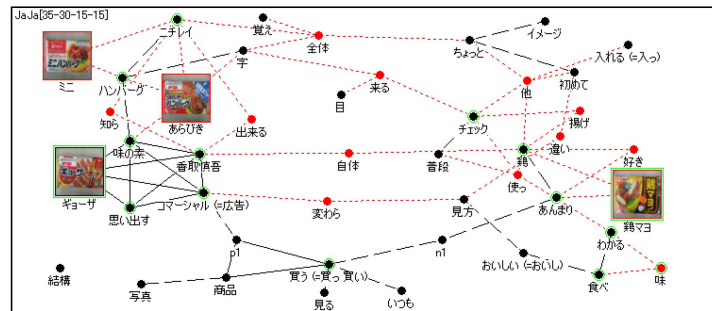 JaJa[35-30-15-15]
ニチレイ
覚え
全体
ちょっと
イメージ
入れる (=入っ)
字
ミニ
ハンバーグ
あらびき
来る
他
初めて
目
知ら
出来る
チェック
揚げ
味の素
香取慎吾
自体
普段
鶏
違い
好き
使っ
ギョーザ
思い出す
コマーシャル (=広告)
変わら
見方
あんまり
鶏マヨ
わかる
p1
n1
結構
写真
商品
買う (=買っ 買い)
おいしい (=おいし)
食べ
味
見る
いつも